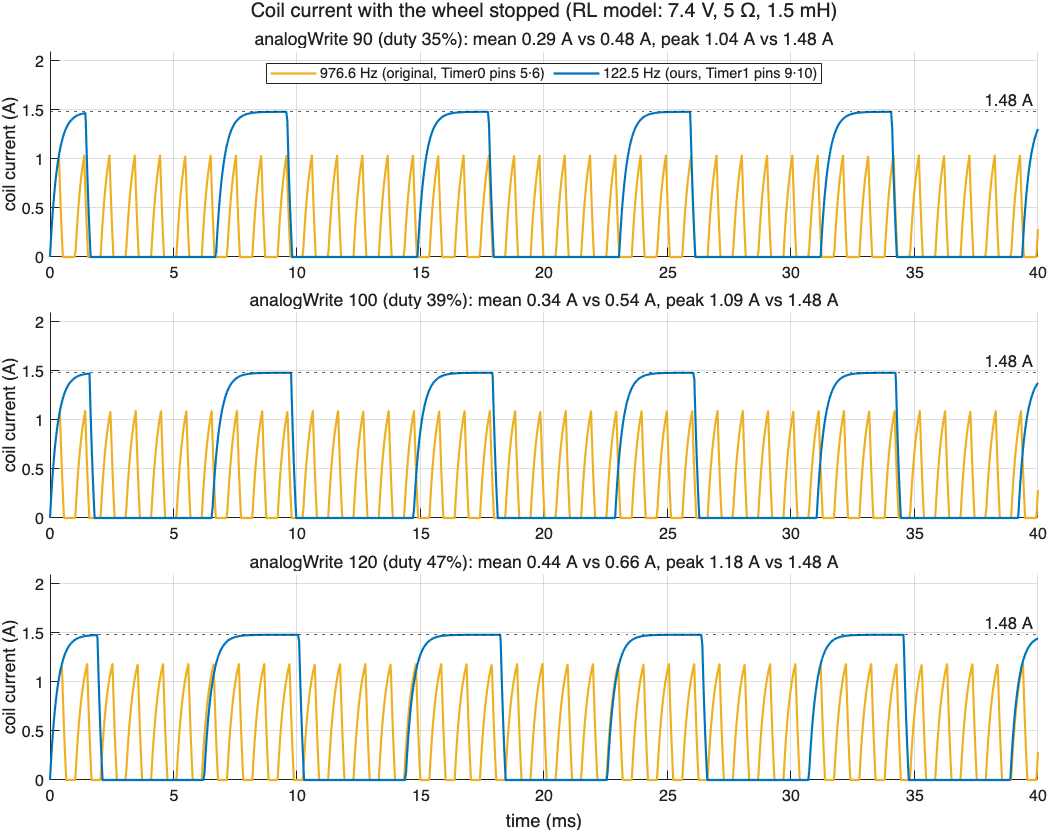 Coil current with the wheel stopped (RL model: 7.4 V, 5 Ω, 1.5 mH)
analogWrite 90 (duty 35%): mean 0.29 A vs 0.48 A, peak 1.04 A vs 1.48 A
976.6 Hz (original, Timer0 pins 5·6)
122.5 Hz (ours, Timer1 pins 9·10)
1.48 A
coil current (A)
2
1.5
1
0.5
0
0 5 10 15 20 25 30 35 40
analogWrite 100 (duty 39%): mean 0.34 A vs 0.54 A, peak 1.09 A vs 1.48 A
1.48 A
coil current (A)
2
1.5
1
0.5
0
0 5 10 15 20 25 30 35 40
analogWrite 120 (duty 47%): mean 0.44 A vs 0.66 A, peak 1.18 A vs 1.48 A
1.48 A
coil current (A)
2
1.5
1
0.5
0
0 5 10 15 20 25 30 35 40
time (ms)